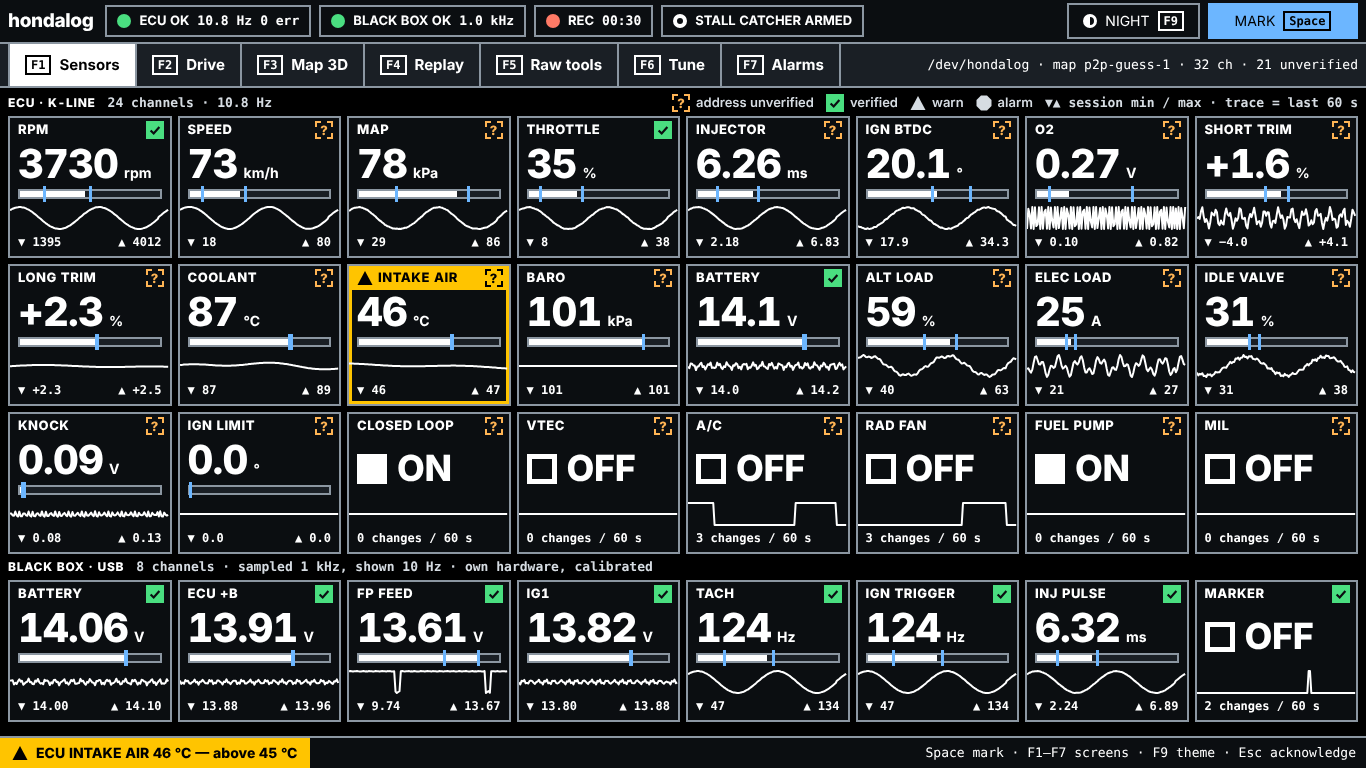 hondalog ECU OK 10.8 Hz 0 err BLACK BOX OK 1.0 kHz REC 00:30 STALL CATCHER ARMED NIGHT F9 MARK Space
F1 Sensors F2 Drive F3 Map 3D F4 Replay F5 Raw tools F6 Tune F7 Alarms /dev/hondalog · map p2p-guess-1 · 32 ch · 21 unverified
ECU · K-LINE 24 channels · 10.8 Hz ? address unverified verified warn alarm ▼▲ session min / max · trace = last 60 s
RPM SPEED ? MAP ? THROTTLE INJECTOR ? IGN BTDC ? O2 ? SHORT TRIM ?
3730 rpm 73 km/h 78 kPa 35 % 6.26 ms 20.1 ° 0.27 V +1.6 %
▼ 1395 ▲ 4012 ▼ 18 ▲ 80 ▼ 29 ▲ 86 ▼ 8 ▲ 38 ▼ 2.18 ▲ 6.83 ▼ 17.9 ▲ 34.3 ▼ 0.10 ▲ 0.82 ▼ −4.0 ▲ +4.1
LONG TRIM ? COOLANT ? INTAKE AIR ? BARO ? BATTERY ALT LOAD ? ELEC LOAD ? IDLE VALVE ?
+2.3 % 87 °C 46 °C 101 kPa 14.1 V 59 % 25 A 31 %
▼ +2.3 ▲ +2.5 ▼ 87 ▲ 89 ▼ 46 ▲ 47 ▼ 101 ▲ 101 ▼ 14.0 ▲ 14.2 ▼ 40 ▲ 63 ▼ 21 ▲ 27 ▼ 31 ▲ 38
KNOCK ? IGN LIMIT ? CLOSED LOOP ? VTEC ? A/C ? RAD FAN ? FUEL PUMP ? MIL ?
0.09 V 0.0 ° ON OFF OFF OFF ON OFF
▼ 0.08 ▲ 0.13 ▼ 0.0 ▲ 0.0 0 changes / 60 s 0 changes / 60 s 3 changes / 60 s 3 changes / 60 s 0 changes / 60 s 0 changes / 60 s
BLACK BOX · USB 8 channels · sampled 1 kHz, shown 10 Hz · own hardware, calibrated
BATTERY ECU +B FP FEED IG1 TACH IGN TRIGGER INJ PULSE MARKER
14.06 V 13.91 V 13.61 V 13.82 V 124 Hz 124 Hz 6.32 ms OFF
▼ 14.00 ▲ 14.10 ▼ 13.88 ▲ 13.96 ▼ 9.74 ▲ 13.67 ▼ 13.80 ▲ 13.88 ▼ 47 ▲ 134 ▼ 47 ▲ 134 ▼ 2.24 ▲ 6.89 2 changes / 60 s
ECU INTAKE AIR 46 °C — above 45 °C Space mark · F1–F7 screens · F9 theme · Esc acknowledge